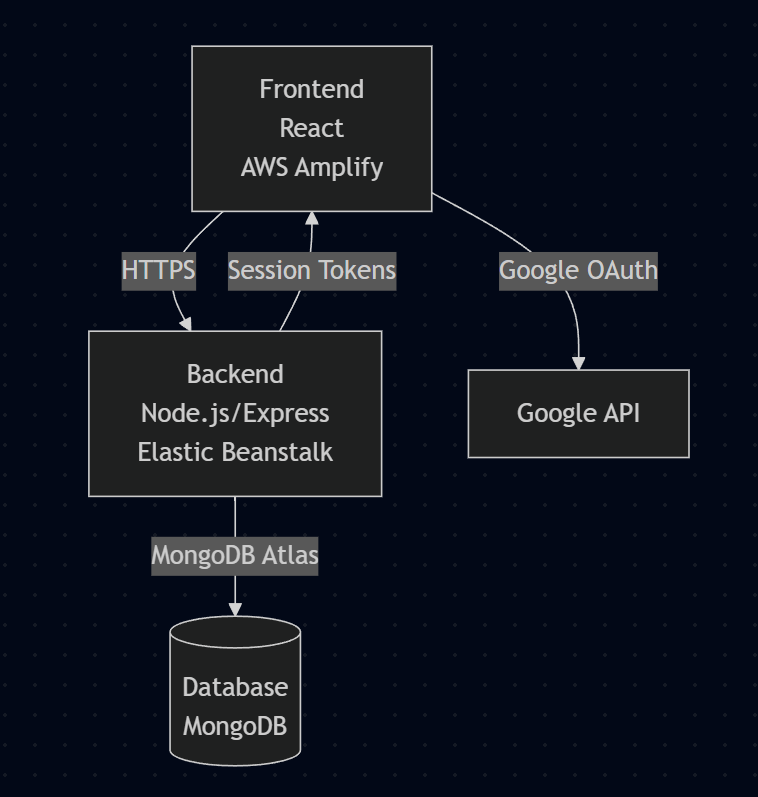 Frontend
React
AWS Amplify
HTTPS
Session Tokens
Google OAuth
Backend
Node.js/Express
Elastic Beanstalk
Google API
MongoDB Atlas
Database
MongoDB